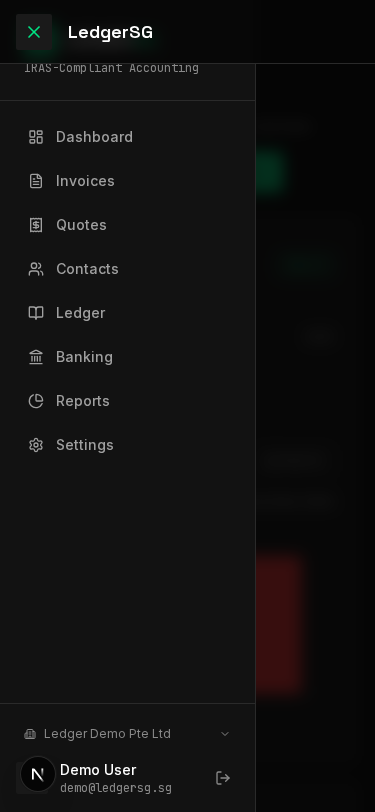 LedgerSG
IRAS-Compliant Accounting
Dashboard
Invoices
Quotes
Contacts
Ledger
Banking
Reports
Settings
Ledger Demo Pte Ltd
N
Demo User
demo@ledgersg.sg